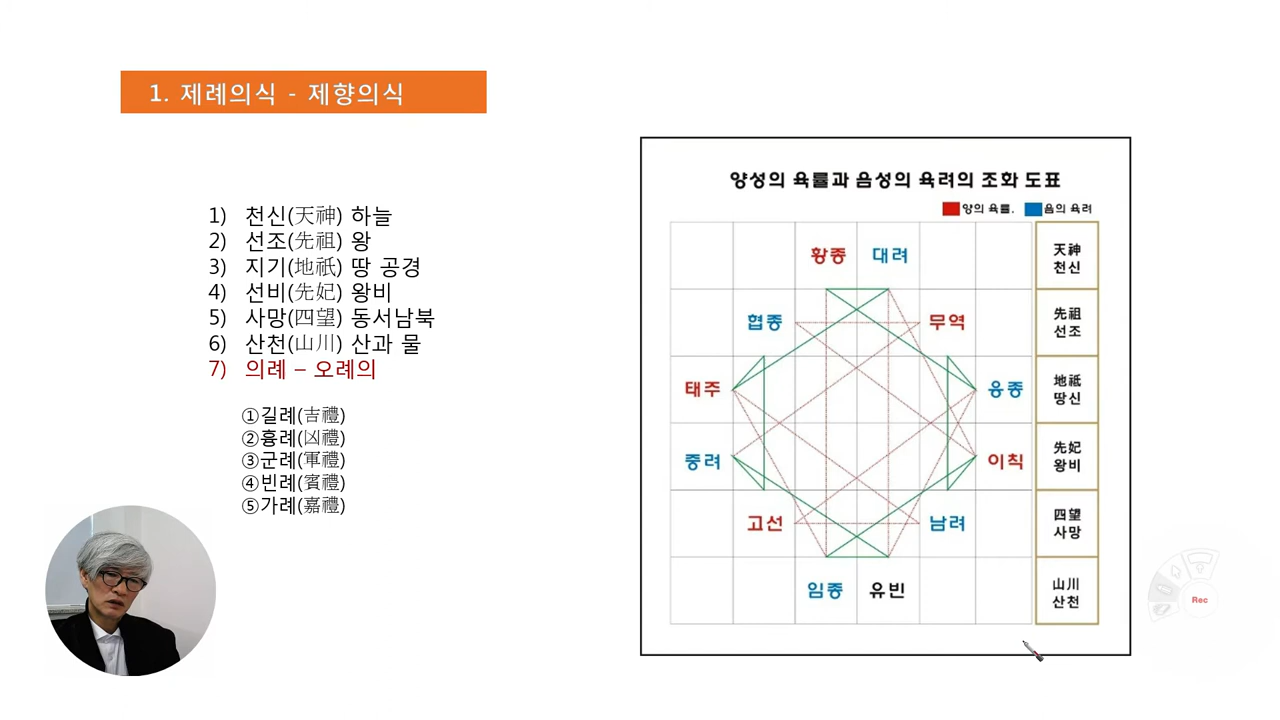 1. 제례의식 - 제향의식
1) 천신(天神) 하늘
2) 선조(先祖) 왕
3) 지기(地祇) 땅 공경
4) 선비(先妃) 왕비
5) 사망(四望) 동서남북
6) 산천(山川) 산과 물
7) 의례 – 오례의
①길례(吉禮)
②흉례(凶禮)
③군례(軍禮)
④빈례(賓禮)
⑤가례(嘉禮)
양성의 육률과 음성의 육려의 조화 도표
양의 육률. 음의 육려
황종 대려
天神
천신
협종 무역
先祖
선조
태주 응종
地祗
땅신
중려 이칙
先妃
왕비
고선 남려
四望
사망
임종 유빈
山川
산천
Rec